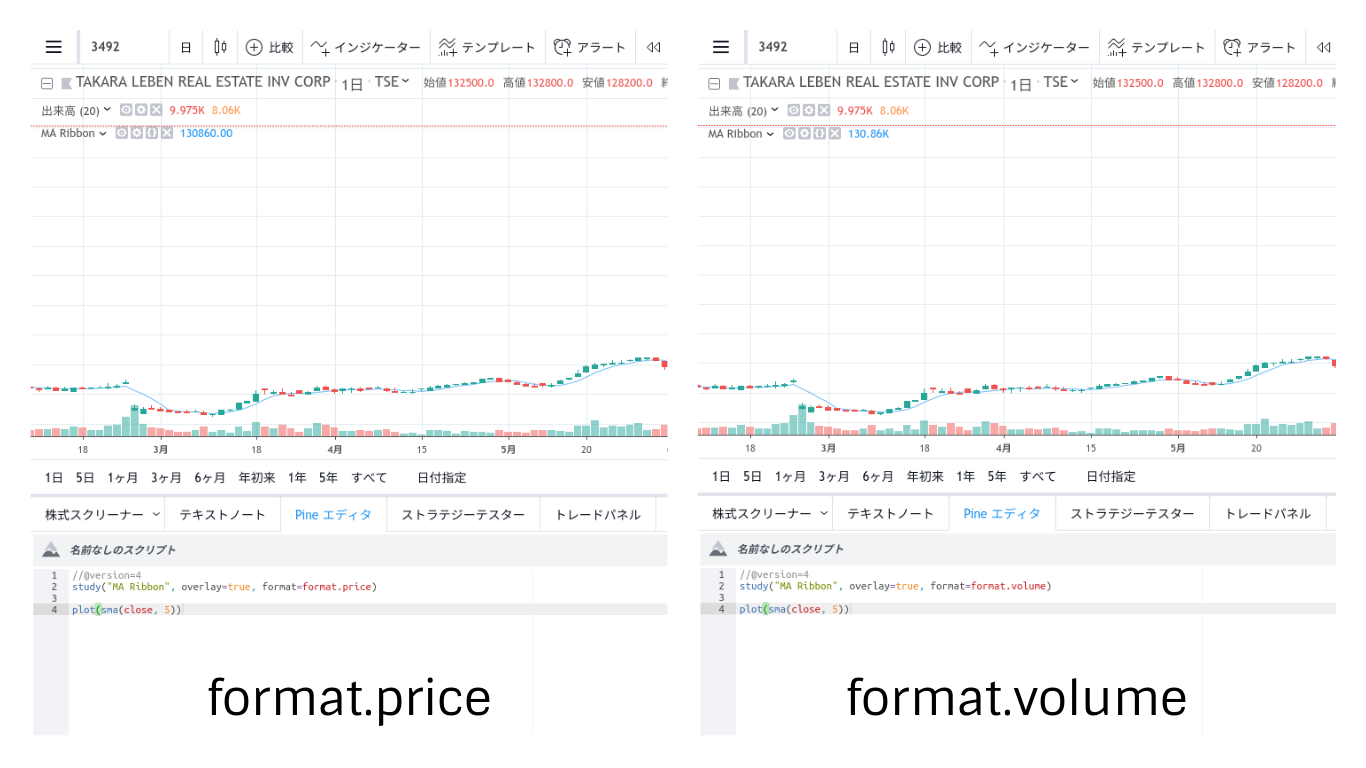 3492 日 比較 インジケーター テンプレート アラート
TAKARA LEBEN REAL ESTATE INV CORP · 1日 · TSE 始値132500.0 高値132800.0 安値128200.0
出来高 (20) 9.975K 8.06K
MA Ribbon 130860.00
18 3月 18 4月 15 5月 20
1日 5日 1ヶ月 3ヶ月 6ヶ月 年初来 1年 5年 すべて 日付指定
株式スクリーナー テキストノート Pine エディタ ストラテジーテスター トレードパネル
名前なしのスクリプト
1 //@version=4
2 study("MA Ribbon", overlay=true, format=format.price)
3
4 plot(sma(close, 5))
format.price
3492 日 比較 インジケーター テンプレート アラート
TAKARA LEBEN REAL ESTATE INV CORP · 1日 · TSE 始値132500.0 高値132800.0 安値128200.0
出来高 (20) 9.975K 8.06K
MA Ribbon 130.86K
18 3月 18 4月 15 5月 20
1日 5日 1ヶ月 3ヶ月 6ヶ月 年初来 1年 5年 すべて 日付指定
株式スクリーナー テキストノート Pine エディタ ストラテジーテスター トレードパネル
名前なしのスクリプト
1 //@version=4
2 study("MA Ribbon", overlay=true, format=format.volume)
3
4 plot(sma(close, 5))
format.volume